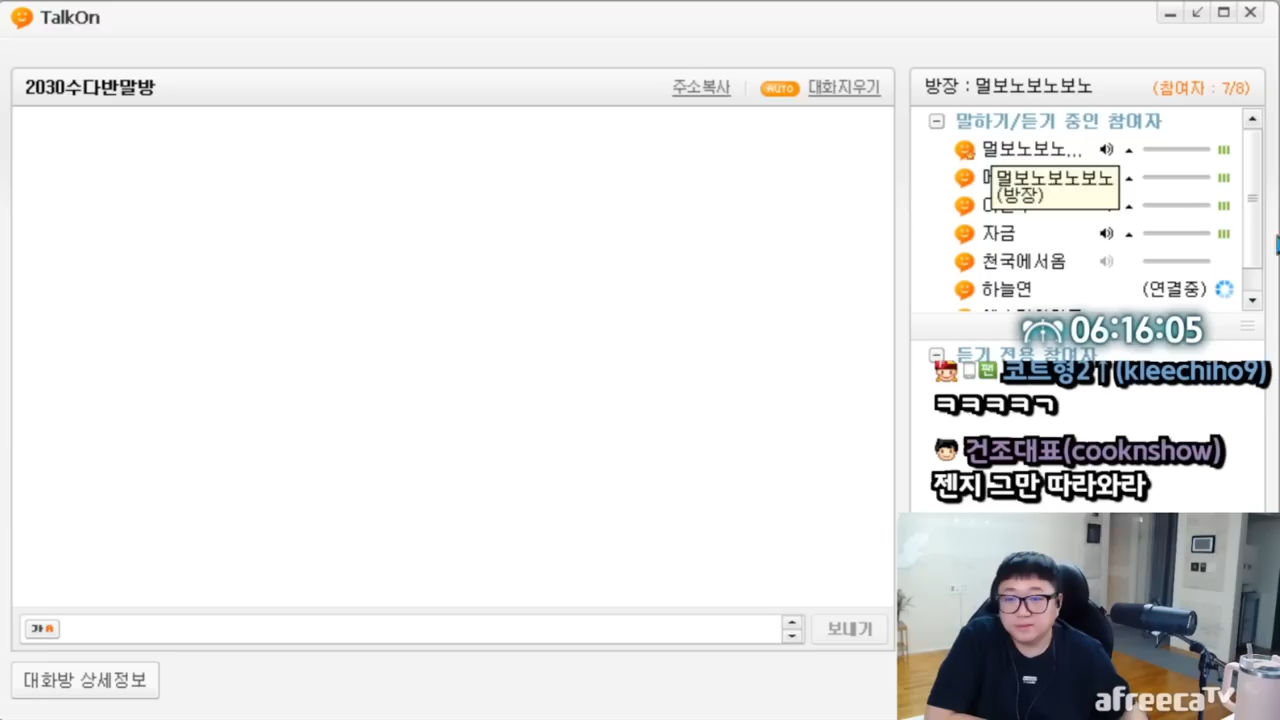 TalkOn
2030수다반말방
주소복사
AUTO 대화지우기
방장 : 멀보노보노보노
(참여자 : 7/8)
말하기/듣기 중인 참여자
멀보노보노...
멀보노보노보노
(방장)
자금
천국에서옴
하늘연 (연결중)
06:16:05
듣기 전용 참여자
팬 코트형2↑(kleechiho9)
ㅋㅋㅋㅋㄱ
건조대표(cooknshow)
젠지 그만 따라와라
가
보내기
대화방 상세정보
afreecaTV